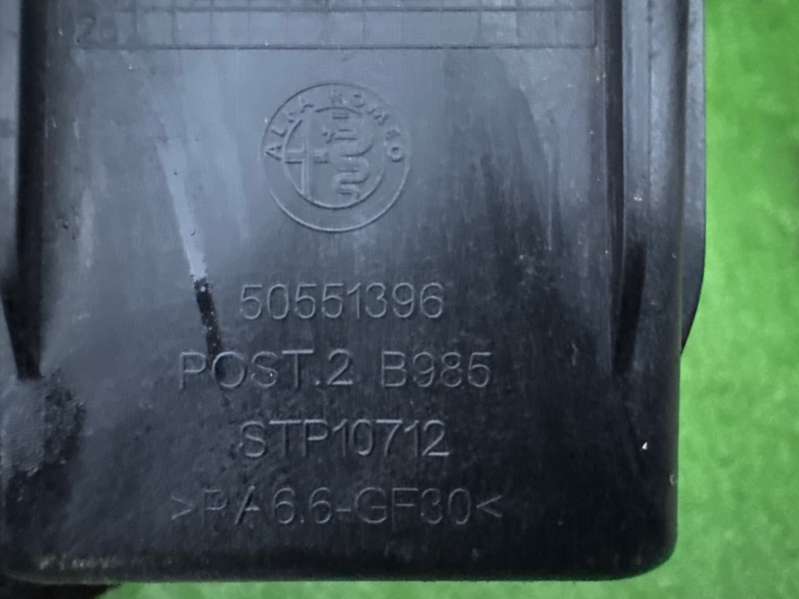 ALFA ROMEO
50551396
POST.2 B985
STP10712
>PA6.6-GF30<